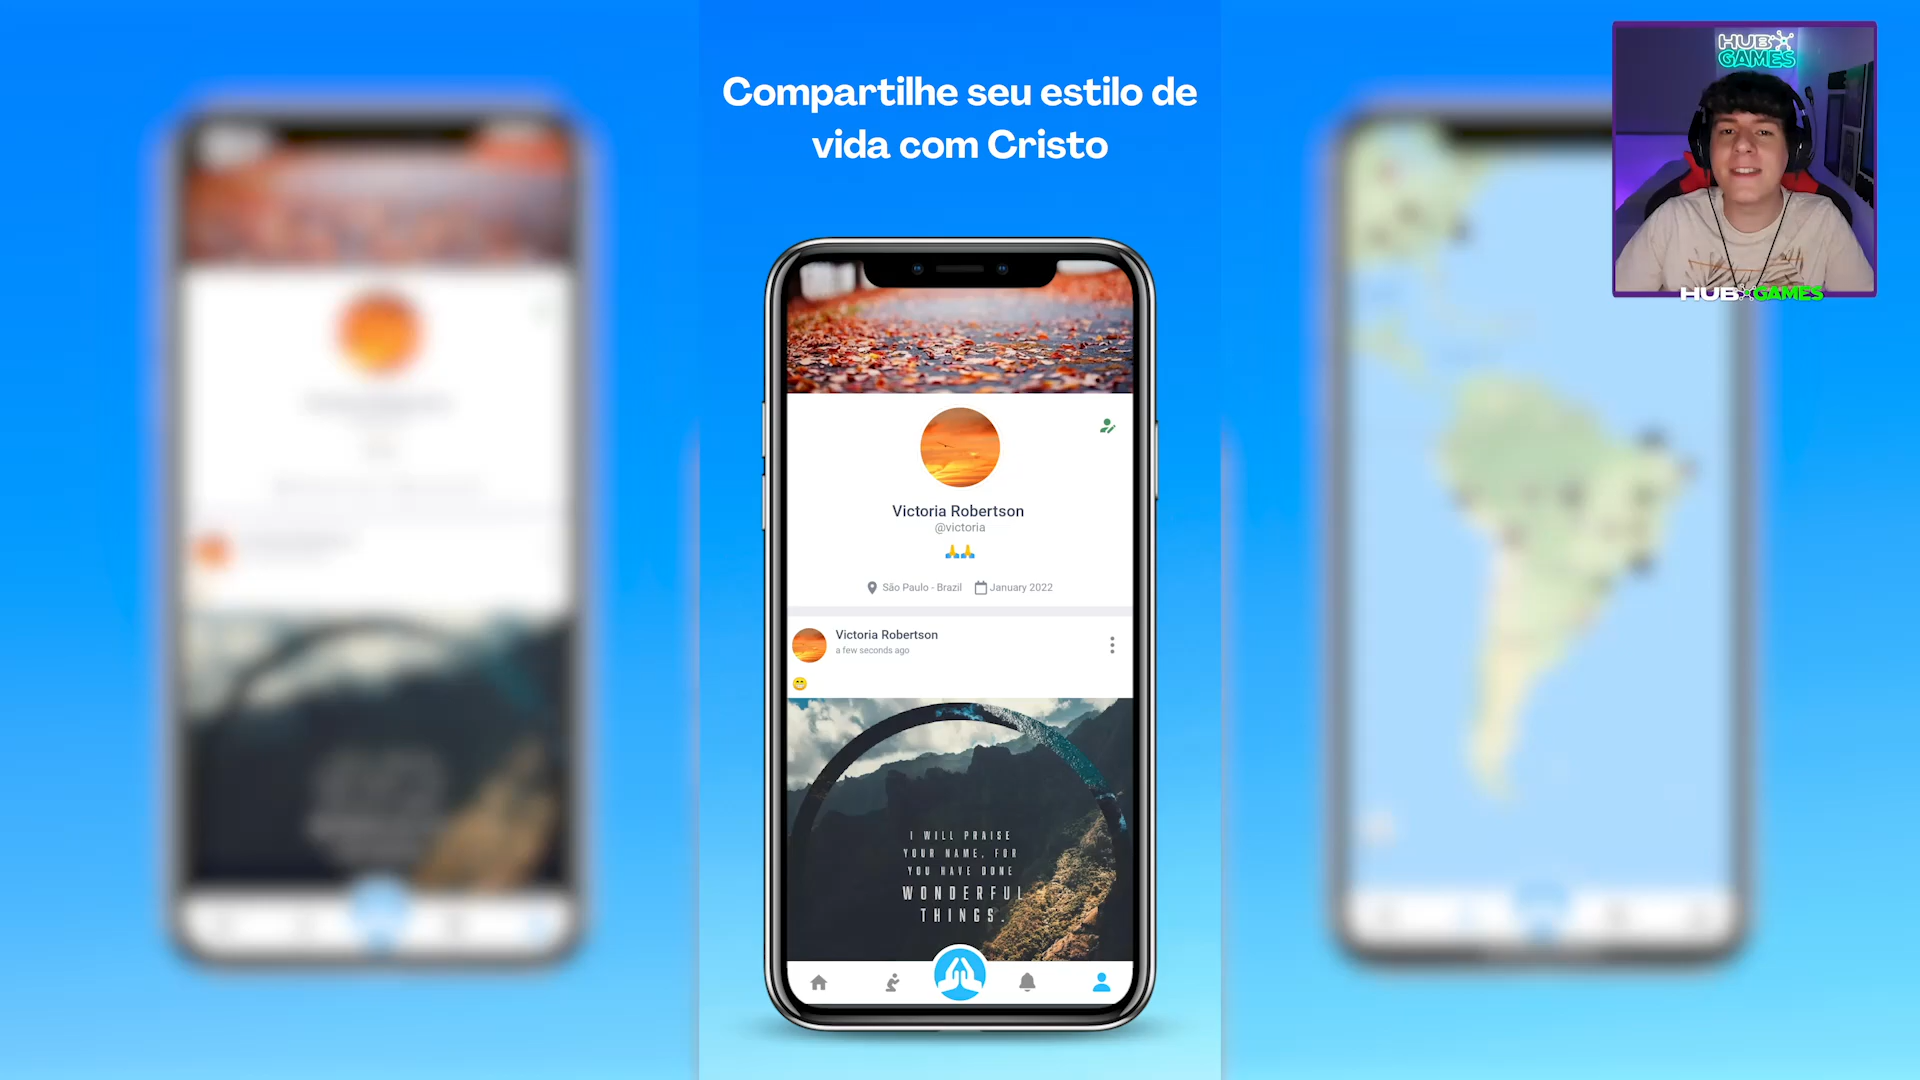 Compartilhe seu estilo de
vida com Cristo
HUB
GAMES
HUB GAMES
Victoria Robertson
@victoria
São Paulo - Brazil January 2022
Victoria Robertson
a few seconds ago
I WILL PRAISE
YOUR NAME, FOR
YOU HAVE DONE
WONDERFUL
THINGS.